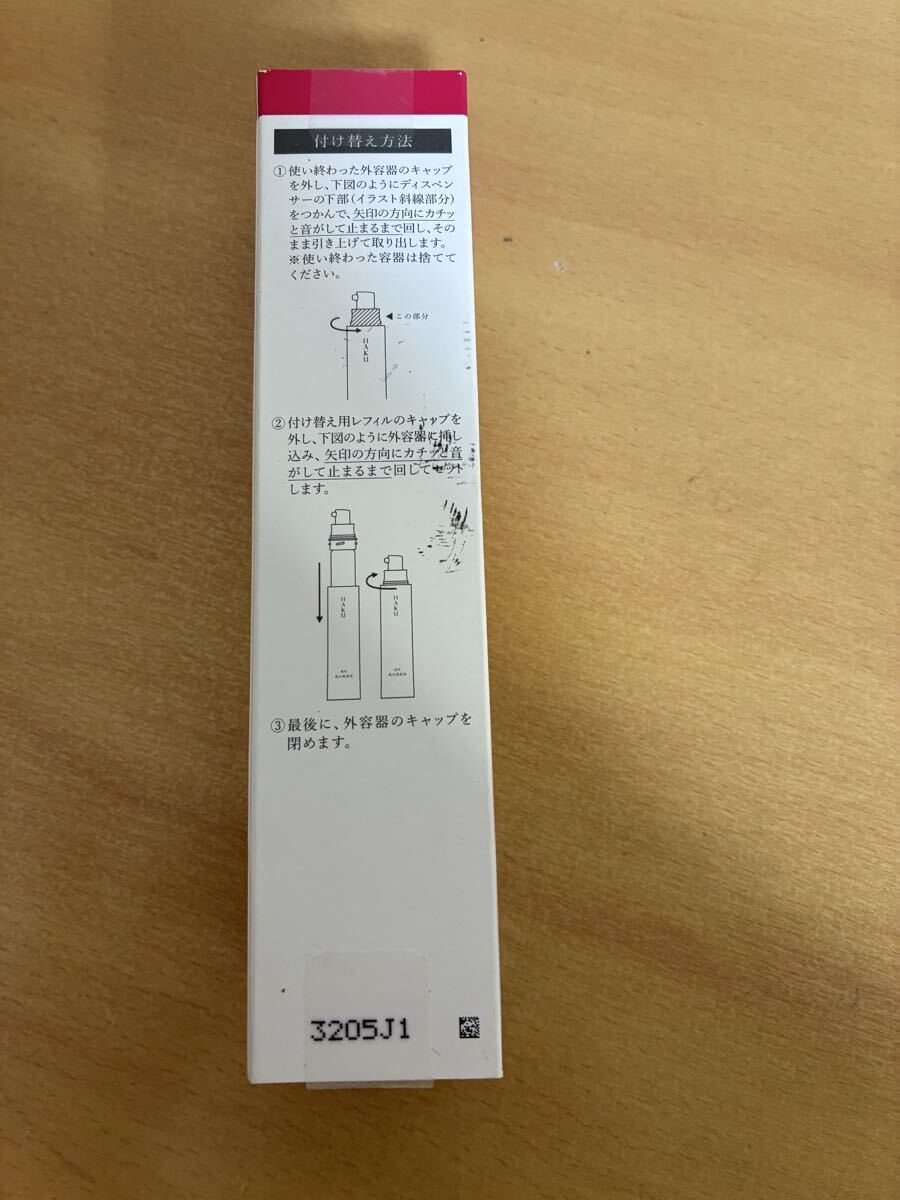 付け替え方法
①使い終わった外容器のキャップ
を外し、下図のようにディスペン
サーの下部(イラスト斜線部分)
をつかんで、矢印の方向にカチッ
と音がして止まるまで回し、その
まま引き上げて取り出します。
※使い終わった容器は捨てて
ください。
◀この部分
HAKU
②付け替え用レフィルのキャップを
外し、下図のように外容器に挿し
込み、矢印の方向にカチッと音
がして止まるまで回してセット
します。
HAKU
HAKU
③最後に、外容器のキャップを
閉めます。
3205J1